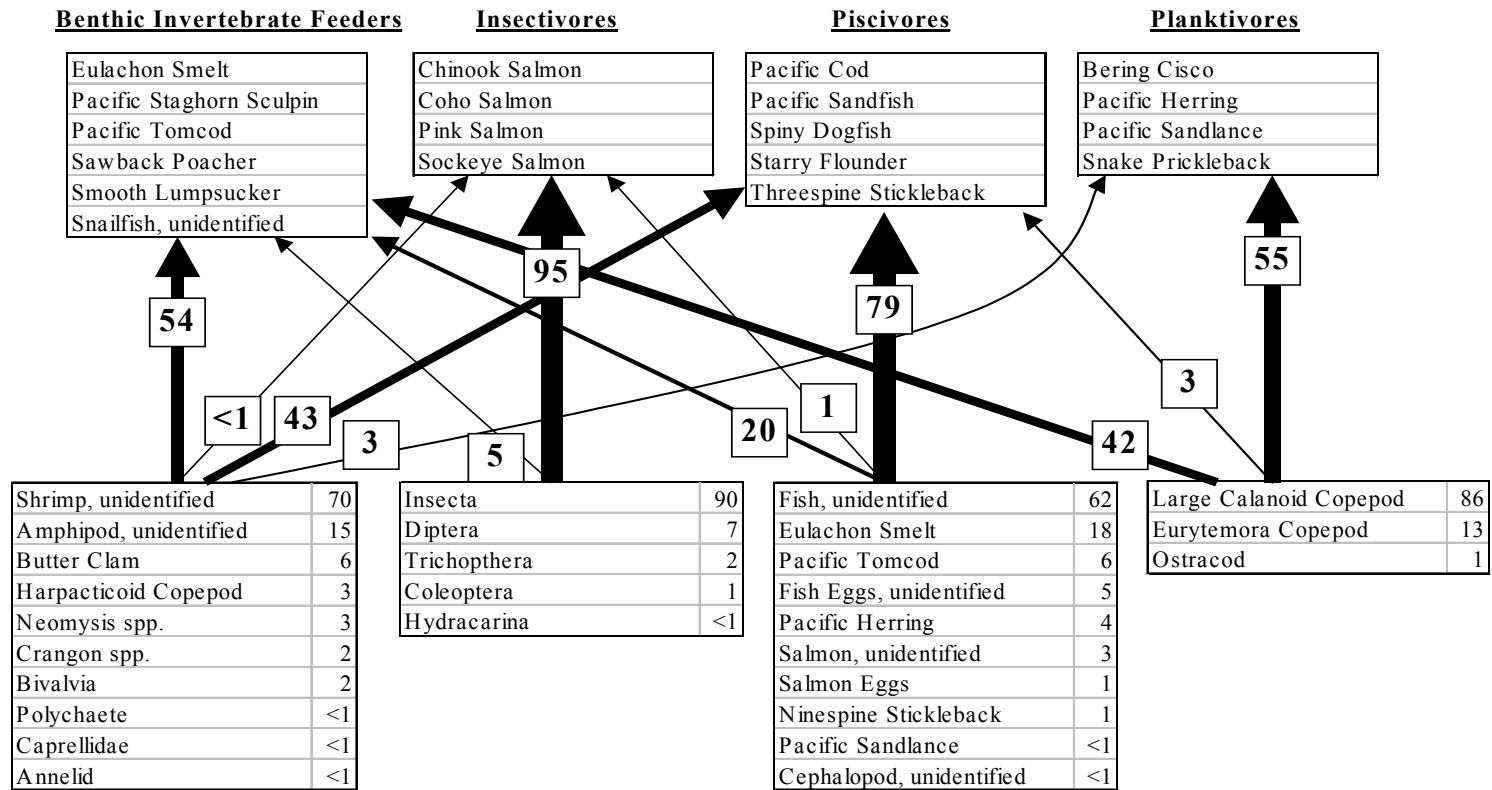 Benthic Invertebrate Feeders
Eulachon Smelt
Pacific Staghorn Sculpin
Pacific Tomcod
Sawback Poacher
Smooth Lumpsucker
Snailfish, unidentified
Insectivores
Chinook Salmon
Coho Salmon
Pink Salmon
Sockeye Salmon
Piscivores
Pacific Cod
Pacific Sandfish
Spiny Dogfish
Starry Flounder
Threespine Stickleback
Planktivores
Bering Cisco
Pacific Herring
Pacific Sandlance
Snake Prickleback
54
95
79
55
<1
43
3
5
20
1
42
3
Shrimp, unidentified 70
Amphipod, unidentified 15
Butter Clam 6
Harpacticoid Copepod 3
Neomysis spp. 3
Crangon spp. 2
Bivalvia 2
Polychaete <1
Caprellidae <1
Annelid <1
Insecta 90
Diptera 7
Trichopthera 2
Coleoptera 1
Hydracarina <1
Fish, unidentified 62
Eulachon Smelt 18
Pacific Tomcod 6
Fish Eggs, unidentified 5
Pacific Herring 4
Salmon, unidentified 3
Salmon Eggs 1
Ninespine Stickleback 1
Pacific Sandlance <1
Cephalopod, unidentified <1
Large Calanoid Copepod 86
Eurytemora Copepod 13
Ostracod 1